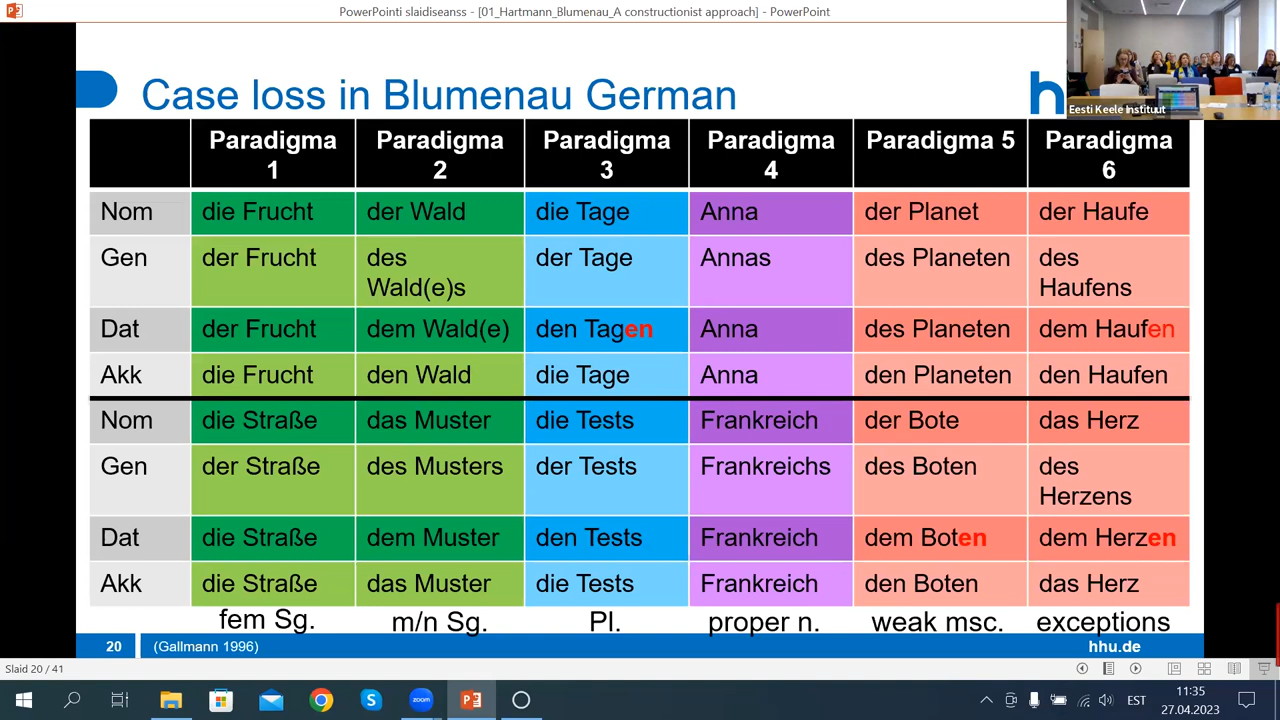 PowerPointi slaidiseanss - [01_Hartmann_Blumenau_A constructionist approach] - PowerPoint
Eesti Keele Instituut
Case loss in Blumenau German
h
Paradigma 1 Paradigma 2 Paradigma 3 Paradigma 4 Paradigma 5 Paradigma 6
Nom die Frucht der Wald die Tage Anna der Planet der Haufe
Gen der Frucht des Wald(e)s der Tage Annas des Planeten des Haufens
Dat der Frucht dem Wald(e) den Tagen Anna des Planeten dem Haufen
Akk die Frucht den Wald die Tage Anna den Planeten den Haufen
Nom die Straße das Muster die Tests Frankreich der Bote das Herz
Gen der Straße des Musters der Tests Frankreichs des Boten des Herzens
Dat die Straße dem Muster den Tests Frankreich dem Boten dem Herzen
Akk die Straße das Muster die Tests Frankreich den Boten das Herz
fem Sg. m/n Sg. Pl. proper n. weak msc. exceptions
20 (Gallmann 1996) hhu.de
Slaid 20 / 41
zoom
EST
11:35
27.04.2023